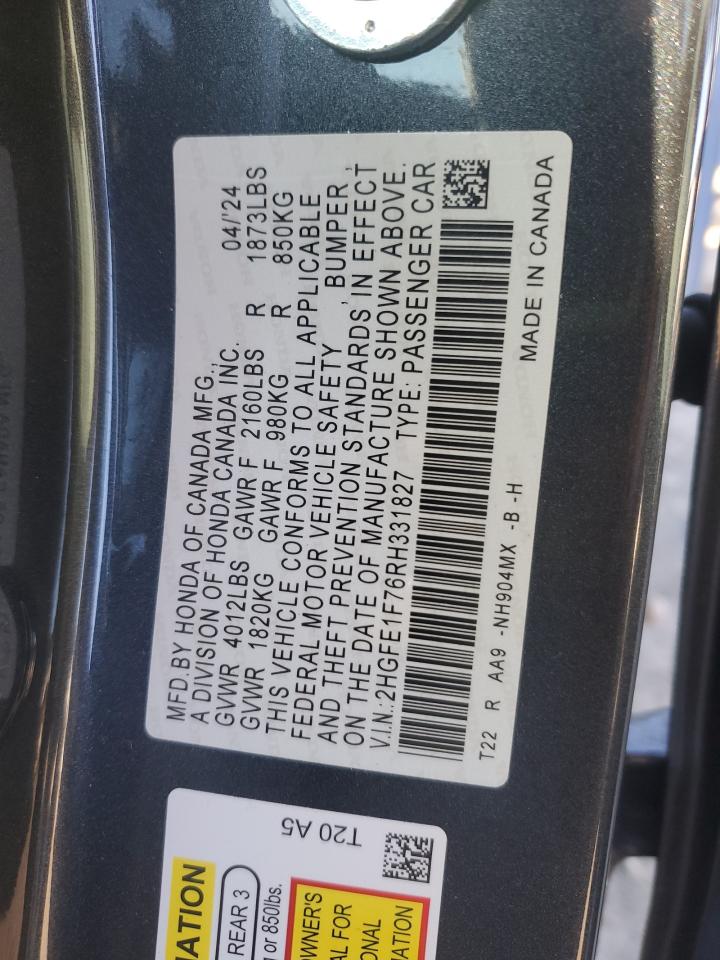 MFD.BY HONDA OF CANADA MFG., 04/'24
A DIVISION OF HONDA CANADA INC.
GVWR 4012LBS GAWR F 2160LBS R 1873LBS
GVWR 1820KG GAWR F 980KG R 850KG
THIS VEHICLE CONFORMS TO ALL APPLICABLE
FEDERAL MOTOR VEHICLE SAFETY , BUMPER ,
AND THEFT PREVENTION STANDARDS IN EFFECT
ON THE DATE OF MANUFACTURE SHOWN ABOVE.
V.I.N.:2HGFE1F76RH331827 TYPE: PASSENGER CAR
T22 R AA9 -NH904MX -B -H
MADE IN CANADA
T20 A5
MATION
REAR 3
or 850lbs.
OWNER'S
AL FOR
IONAL
MATION